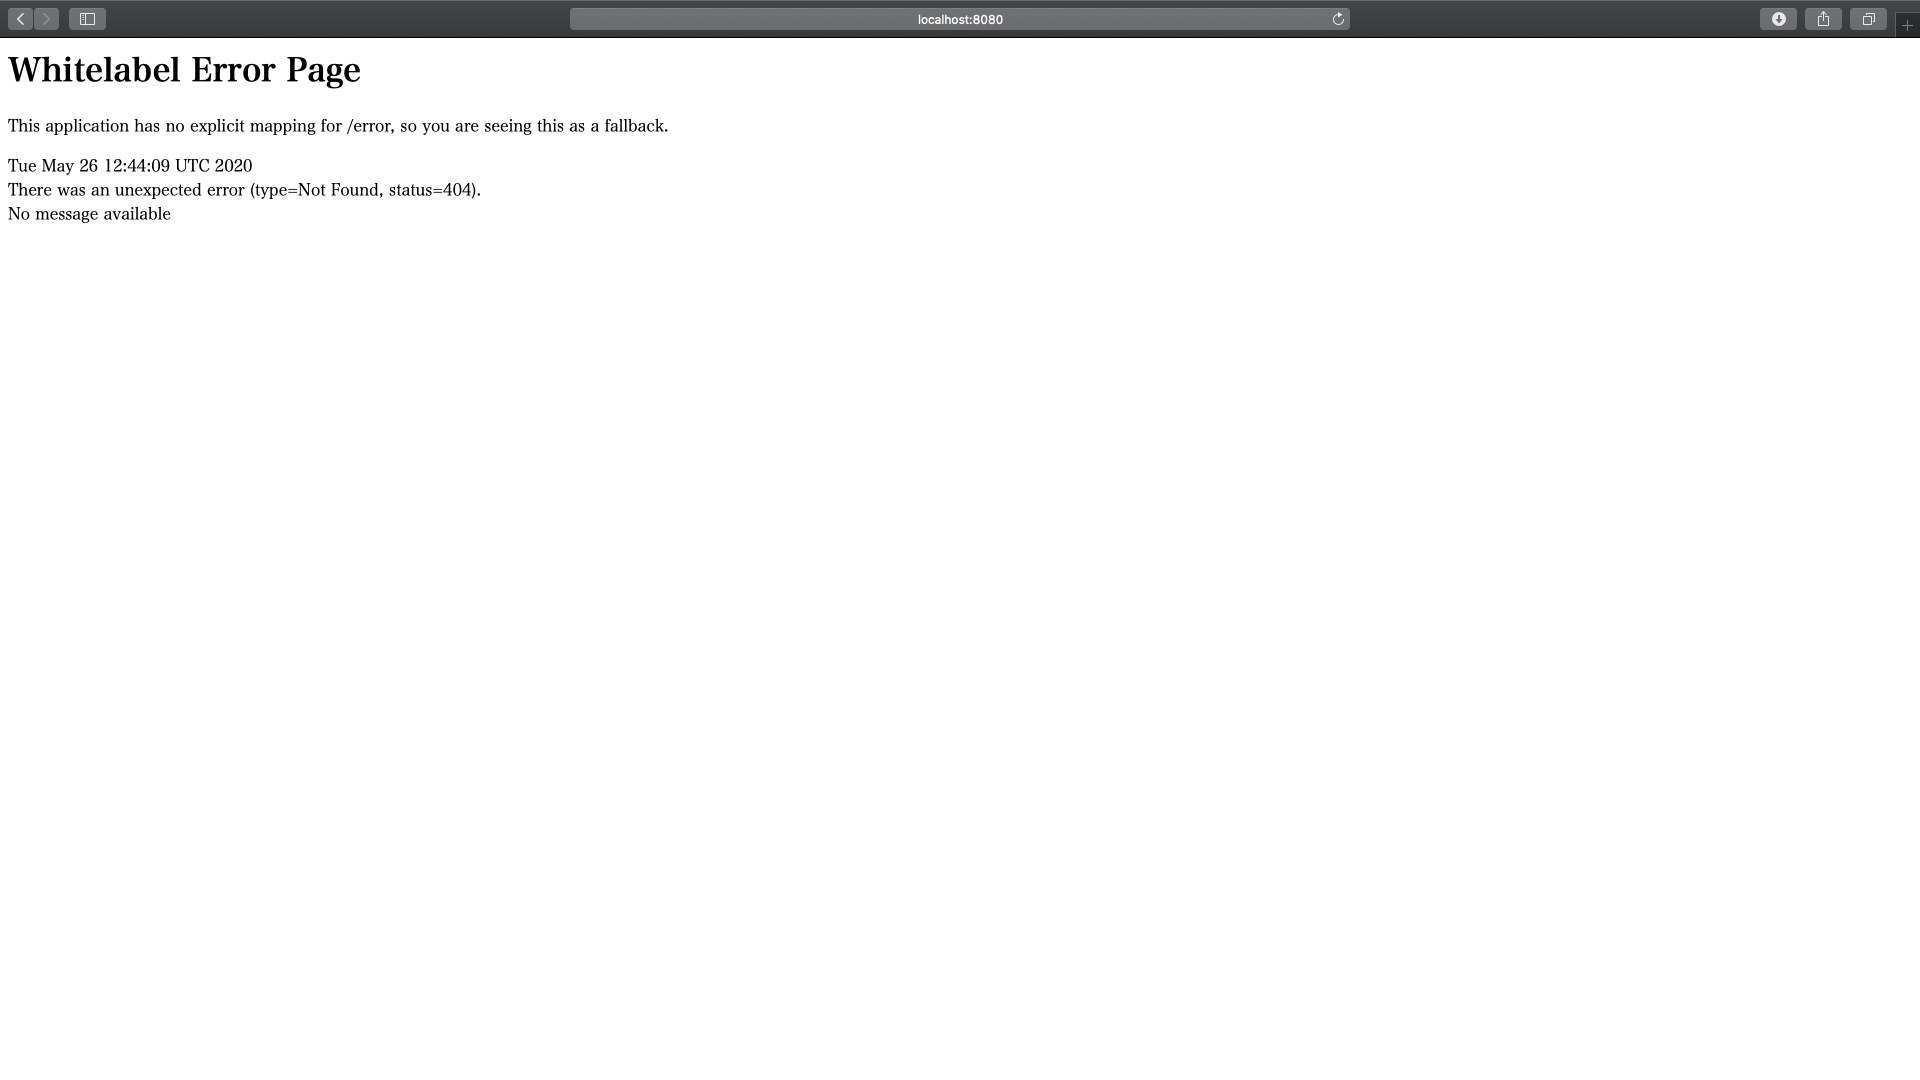 localhost:8080
Whitelabel Error Page
This application has no explicit mapping for /error, so you are seeing this as a fallback.
Tue May 26 12:44:09 UTC 2020
There was an unexpected error (type=Not Found, status=404).
No message available